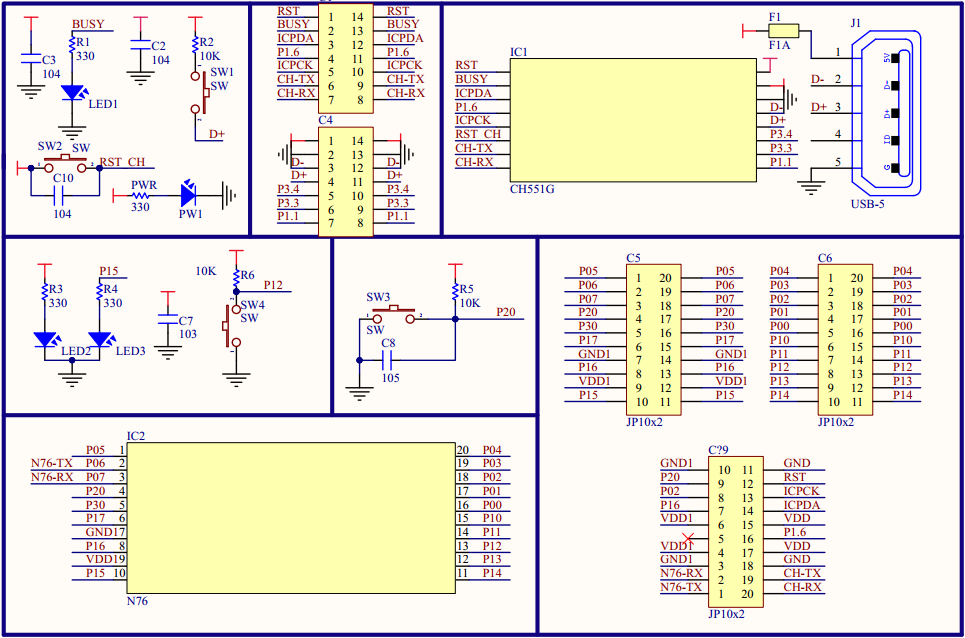 BUSY
R1
330
C3
104
LED1
C2
104
R2
10K
SW1
SW
D+
SW2 SW
1 2
RST_CH
C10
104
PWR
330
PW1
RST 1 14 RST
BUSY 2 13 BUSY
ICPDA 3 12 ICPDA
P1.6 4 11 P1.6
ICPCK 5 10 ICPCK
CH-TX 6 9 CH-TX
CH-RX 7 8 CH-RX
C4
1 14
2 13
D- 3 12 D-
D+ 4 11 D+
P3.4 5 10 P3.4
P3.3 6 9 P3.3
P1.1 7 8 P1.1
IC1
RST
BUSY
ICPDA
P1.6
ICPCK
RST_CH
CH-TX
CH-RX
D-
D+
P3.4
P3.3
P1.1
CH551G
F1
F1A
J1
1 5V
D- 2 D-
D+ 3 D+
4 ID
5 G
USB-5
R3
330
LED2
P15
R4
330
LED3
C7
103
10K
R6
P12
SW4
SW
SW3
1 2
SW
R5
10K
P20
C8
105
C5
P05 1 20 P05
P06 2 19 P06
P07 3 18 P07
P20 4 17 P20
P30 5 16 P30
P17 6 15 P17
GND1 7 14 GND1
P16 8 13 P16
VDD1 9 12 VDD1
P15 10 11 P15
JP10x2
C6
P04 1 20 P04
P03 2 19 P03
P02 3 18 P02
P01 4 17 P01
P00 5 16 P00
P10 6 15 P10
P11 7 14 P11
P12 8 13 P12
P13 9 12 P13
P14 10 11 P14
JP10x2
IC2
P05 1 20 P04
N76-TX P06 2 19 P03
N76-RX P07 3 18 P02
P20 4 17 P01
P30 5 16 P00
P17 6 15 P10
GND17 14 P11
P16 8 13 P12
VDD19 12 P13
P15 10 11 P14
N76
C?9
GND1 10 11 GND
P20 9 12 RST
P02 8 13 ICPCK
P16 7 14 ICPDA
VDD1 6 15 VDD
5 16 P1.6
VDD1 4 17 VDD
GND1 3 18 GND
N76-RX 2 19 CH-TX
N76-TX 1 20 CH-RX
JP10x2